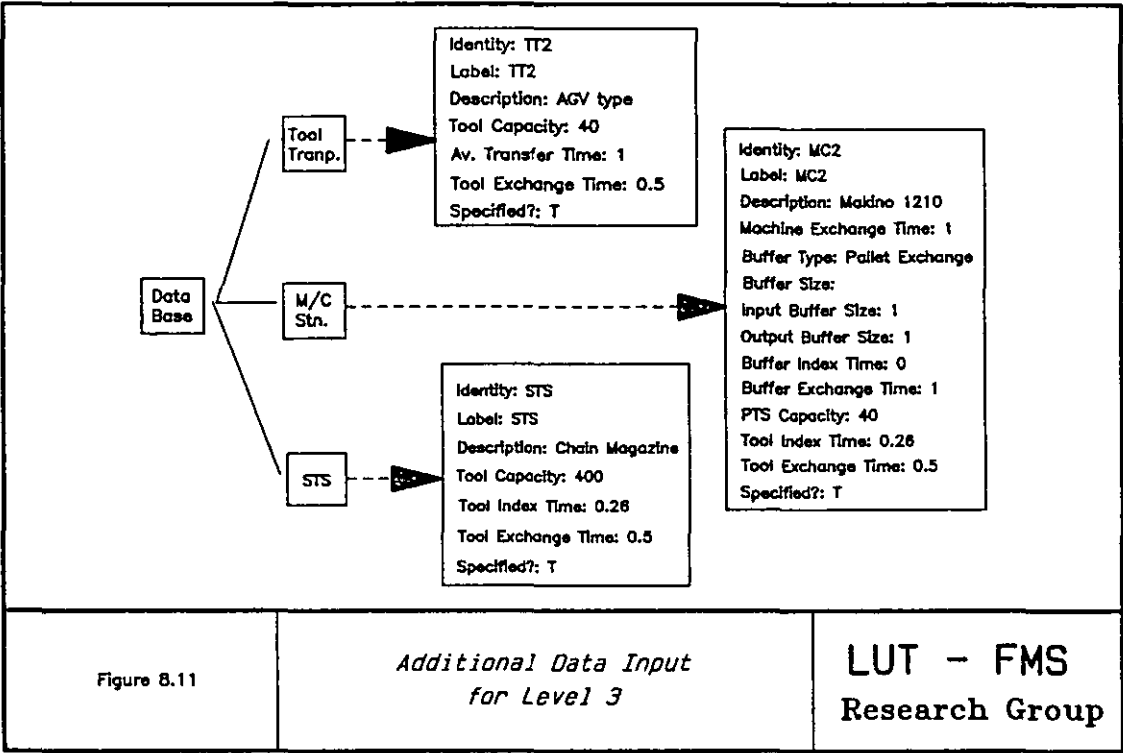 Data
Base
Tool
Tranp.
M/C
Stn.
STS
Identity: TT2
Label: TT2
Description: AGV type
Tool Capacity: 40
Av. Transfer Time: 1
Tool Exchange Time: 0.5
Specified?: T
Identity: MC2
Label: MC2
Description: Makino 1210
Machine Exchange Time: 1
Buffer Type: Pallet Exchange
Buffer Size:
Input Buffer Size: 1
Output Buffer Size: 1
Buffer Index Time: 0
Buffer Exchange Time: 1
PTS Capacity: 40
Tool Index Time: 0.26
Tool Exchange Time: 0.5
Specified?: T
Identity: STS
Label: STS
Description: Chain Magazine
Tool Capacity: 400
Tool Index Time: 0.26
Tool Exchange Time: 0.5
Specified?: T
Figure 8.11
Additional Data Input
for Level 3
LUT - FMS
Research Group